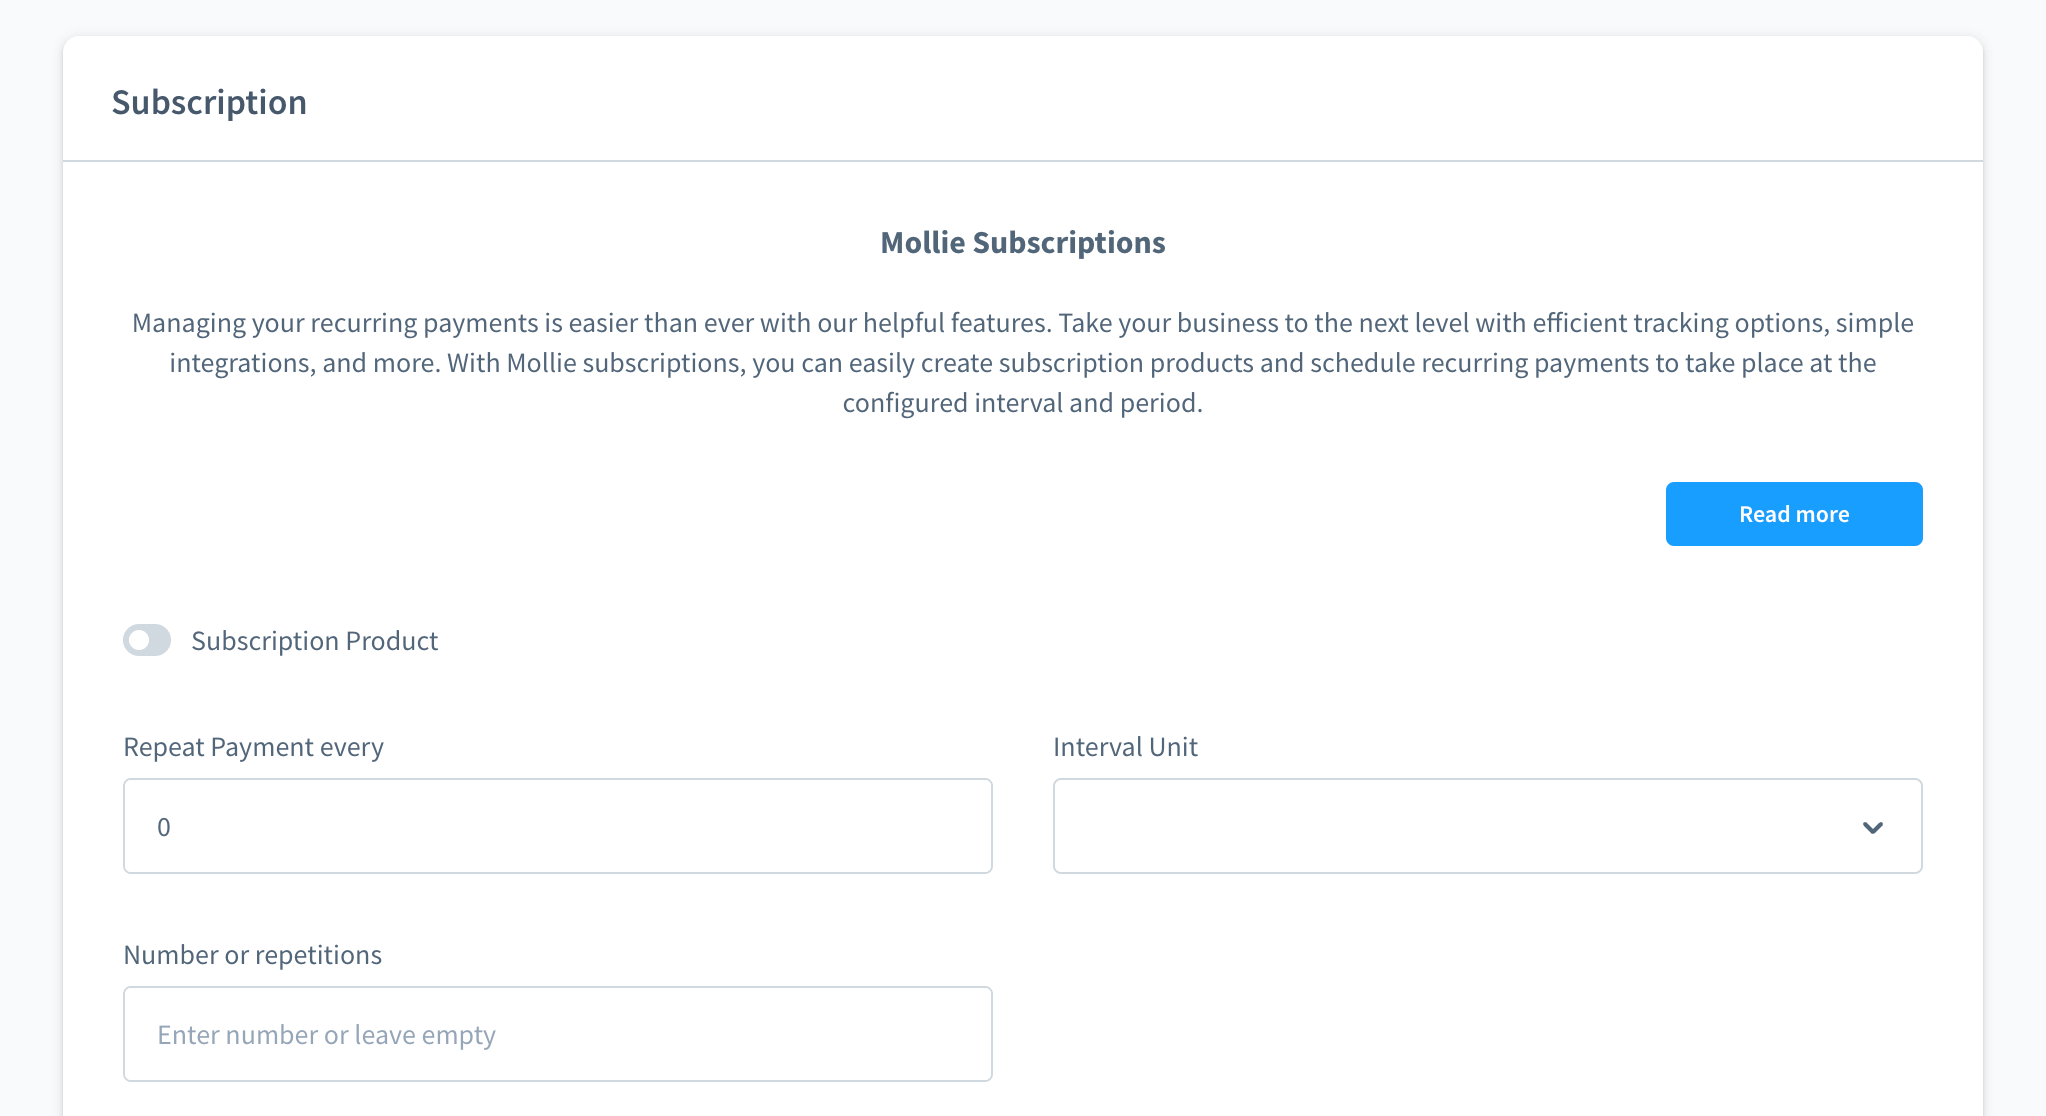 Subscription
Mollie Subscriptions
Managing your recurring payments is easier than ever with our helpful features. Take your business to the next level with efficient tracking options, simple
integrations, and more. With Mollie subscriptions, you can easily create subscription products and schedule recurring payments to take place at the
configured interval and period.
Read more
Subscription Product
Repeat Payment every
Interval Unit
0
Number or repetitions
Enter number or leave empty